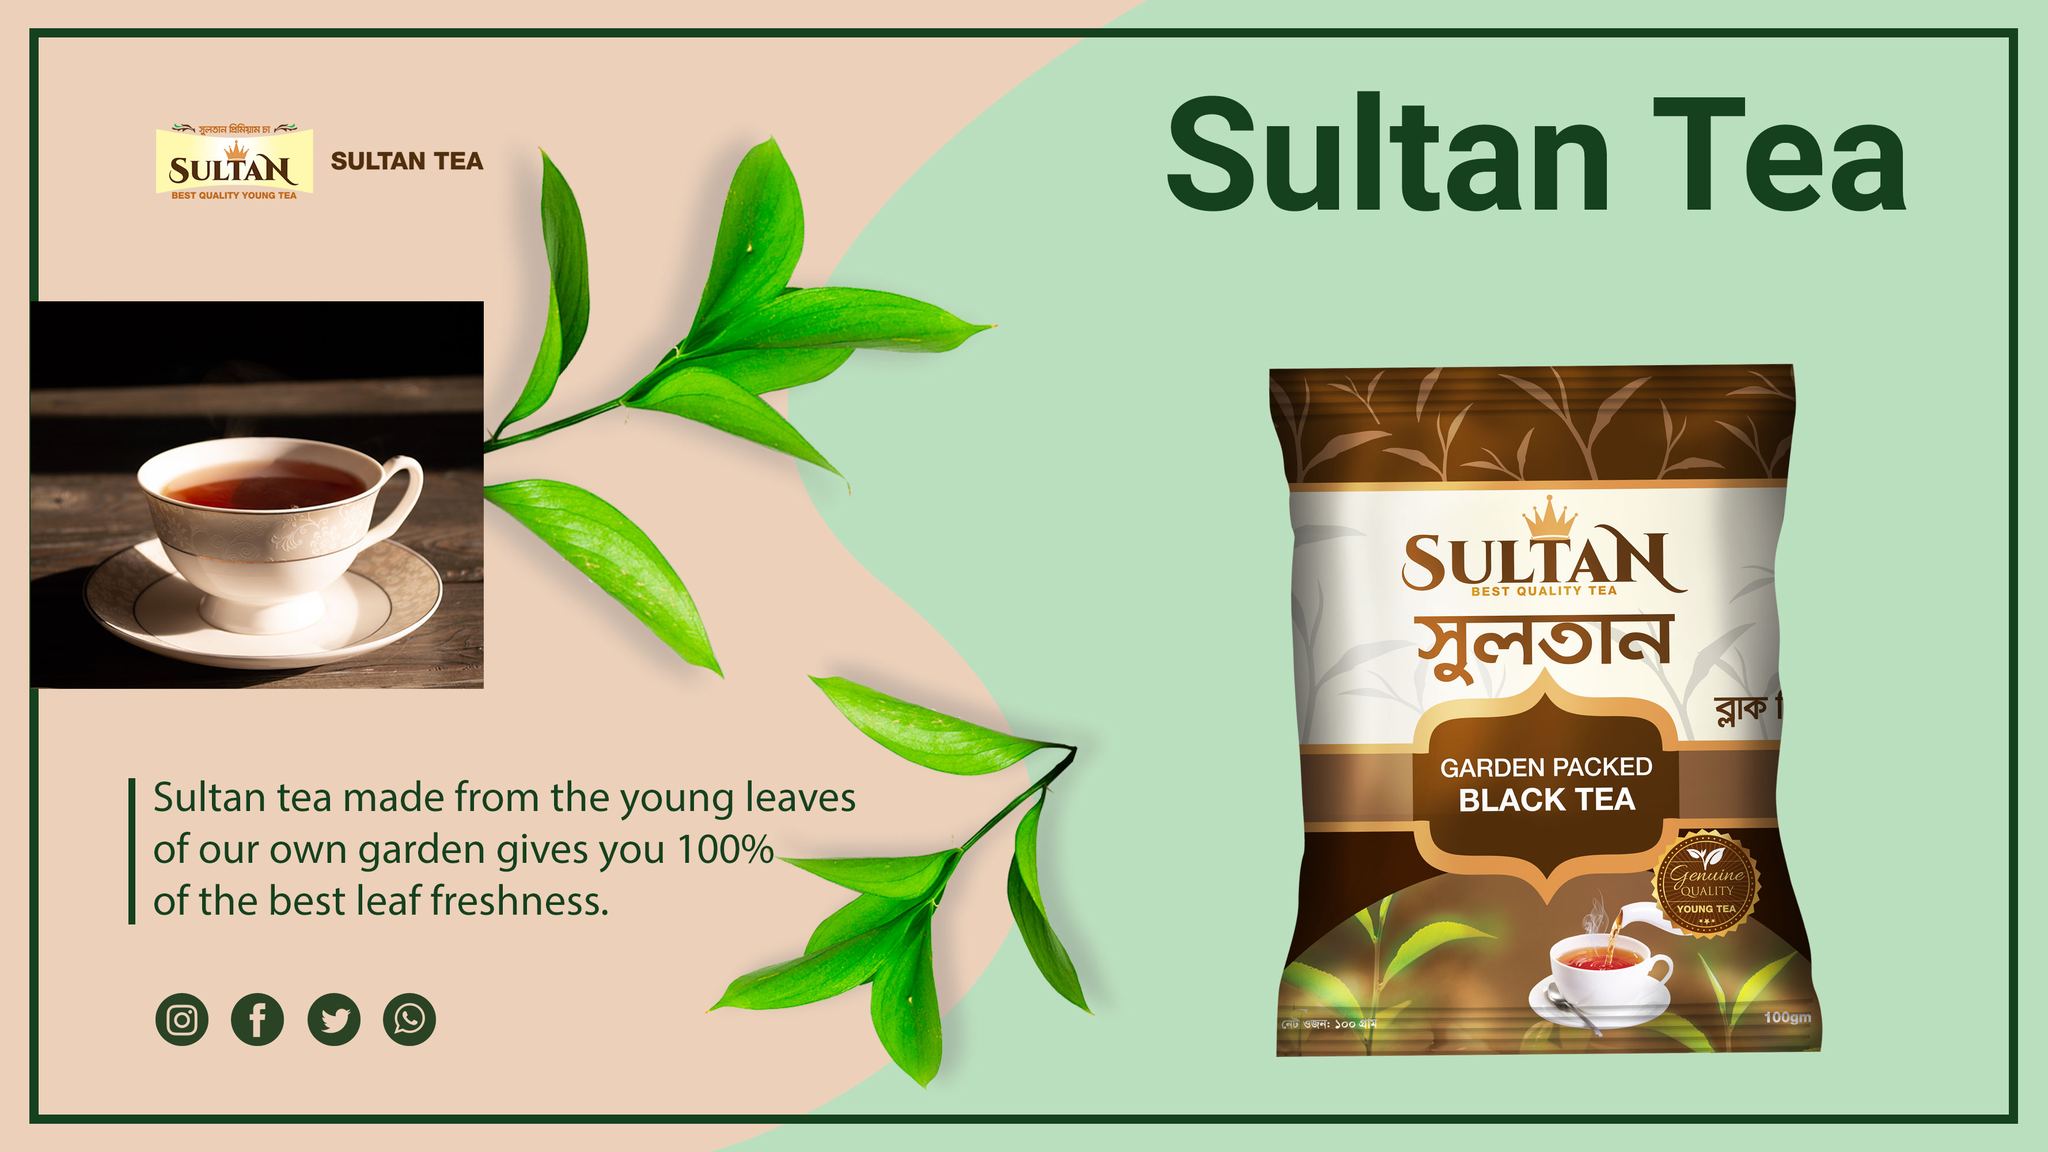 সুলতান প্রিমিয়াম চা
SULTAN
BEST QUALITY YOUNG TEA
SULTAN TEA
Sultan Tea
Sultan tea made from the young leaves
of our own garden gives you 100%
of the best leaf freshness.
SULTAN
BEST QUALITY TEA
সুলতান
ব্লাক
GARDEN PACKED
BLACK TEA
Genuine
QUALITY
YOUNG TEA
নেট ওজন: ১০০ গ্রাম
100gm